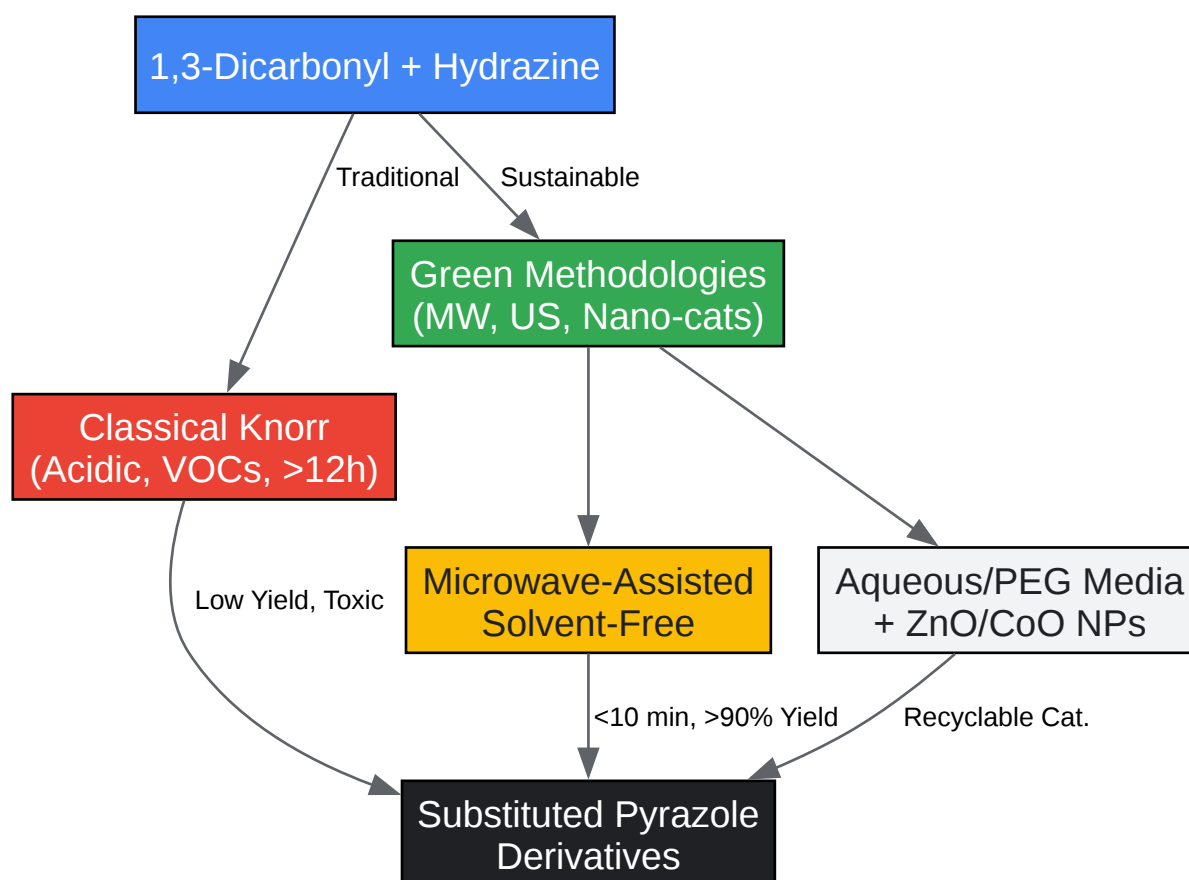 1,3-Dicarbonyl + Hydrazine
Traditional
Sustainable
Green Methodologies
(MW, US, Nano-cats)
Classical Knorr
(Acidic, VOCs, >12h)
Microwave-Assisted
Solvent-Free
Aqueous/PEG Media
+ ZnO/CoO NPs
Low Yield, Toxic
<10 min, >90% Yield
Recyclable Cat.
Substituted Pyrazole
Derivatives